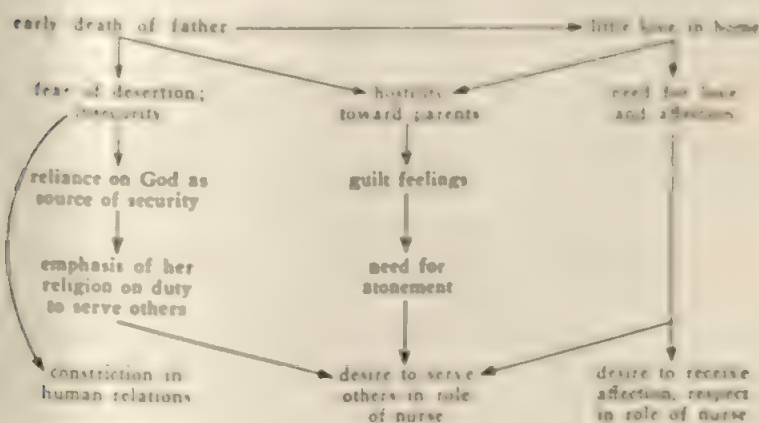 early death of father
little love in home
fear of desertion;
insecurity
hostility
toward parents
need for love
and affection
reliance on God as
source of security
guilt feelings
emphasis of her
religion on duty
to serve others
need for
atonement
constriction in
human relations
desire to serve
others in role
of nurse
desire to receive
affection, respect
in role of nurse